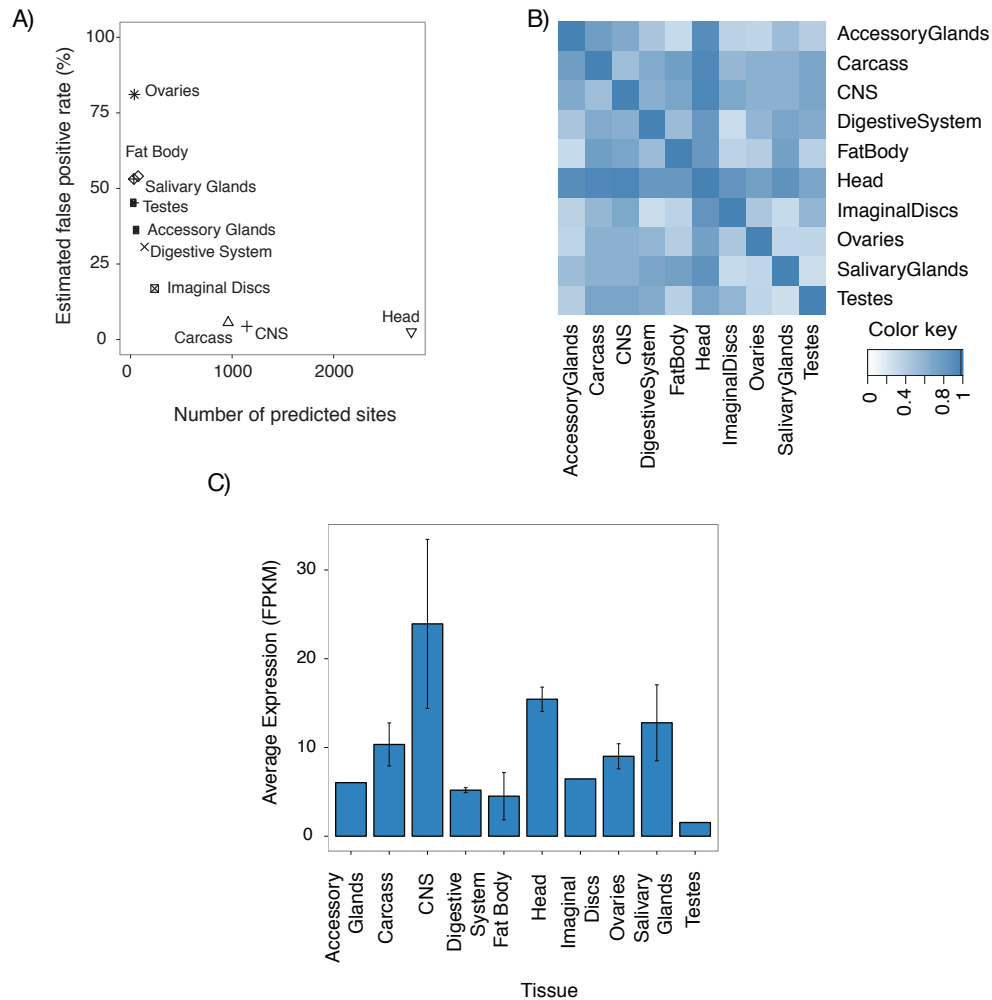 A)
Estimated false positive rate (%)
100
75
50
25
0
Ovaries
Fat Body
Salivary Glands
Testes
Accessory Glands
Digestive System
Imaginal Discs
Carcass
CNS
Head
0
1000
2000
Number of predicted sites
B)
AccessoryGlands
Carcass
CNS
DigestiveSystem
FatBody
Head
ImaginalDiscs
Ovaries
SalivaryGlands
Testes
AccessoryGlands
Carcass
CNS
DigestiveSystem
FatBody
Head
ImaginalDiscs
Ovaries
SalivaryGlands
Testes
Color key
0
0.4
0.8
1
C)
Average Expression (FPKM)
30
20
10
0
Accessory
Glands
Carcass
CNS
Digestive
System
Fat Body
Head
Imaginal
Discs
Ovaries
Salivary
Glands
Testes
Tissue